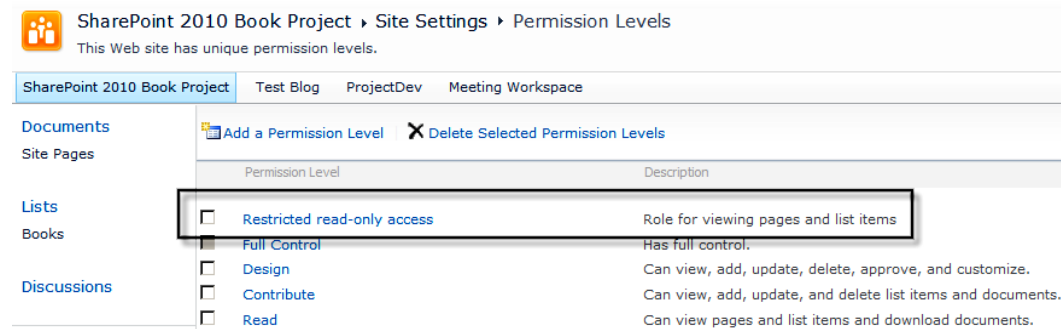 SharePoint 2010 Book Project ▸ Site Settings ▸ Permission Levels
This Web site has unique permission levels.
SharePoint 2010 Book Project Test Blog ProjectDev Meeting Workspace
Documents
Site Pages
Lists
Books
Discussions
Add a Permission Level Delete Selected Permission Levels
Permission Level Description
Restricted read-only access Role for viewing pages and list items
Full Control Has full control.
Design Can view, add, update, delete, approve, and customize.
Contribute Can view, add, update, and delete list items and documents.
Read Can view pages and list items and download documents.